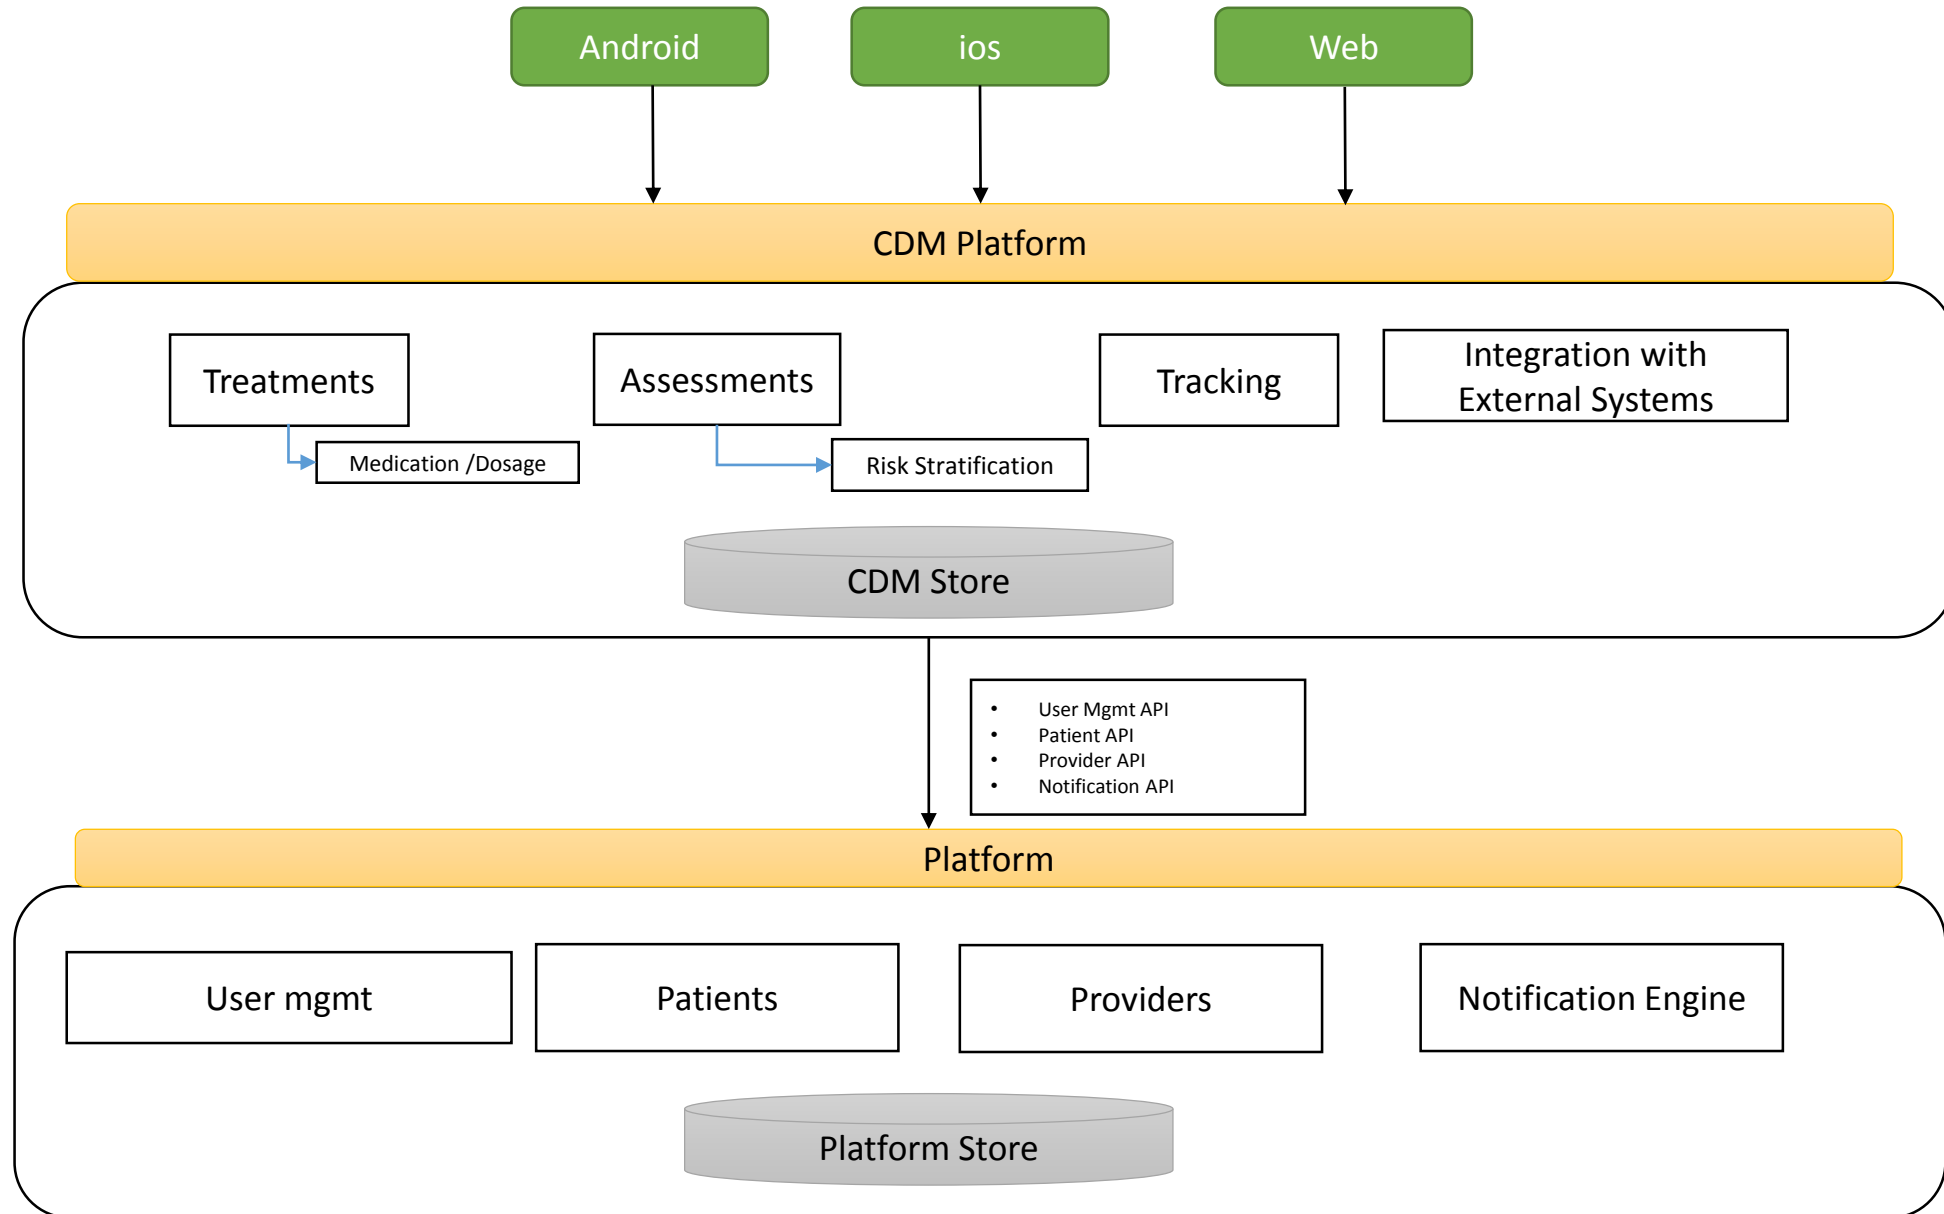 Android
ios
Web
CDM Platform
Treatments
Assessments
Tracking
Integration with
External Systems
Medication /Dosage
Risk Stratification
CDM Store
• User Mgmt API
• Patient API
• Provider API
• Notification API
Platform
User mgmt
Patients
Providers
Notification Engine
Platform Store